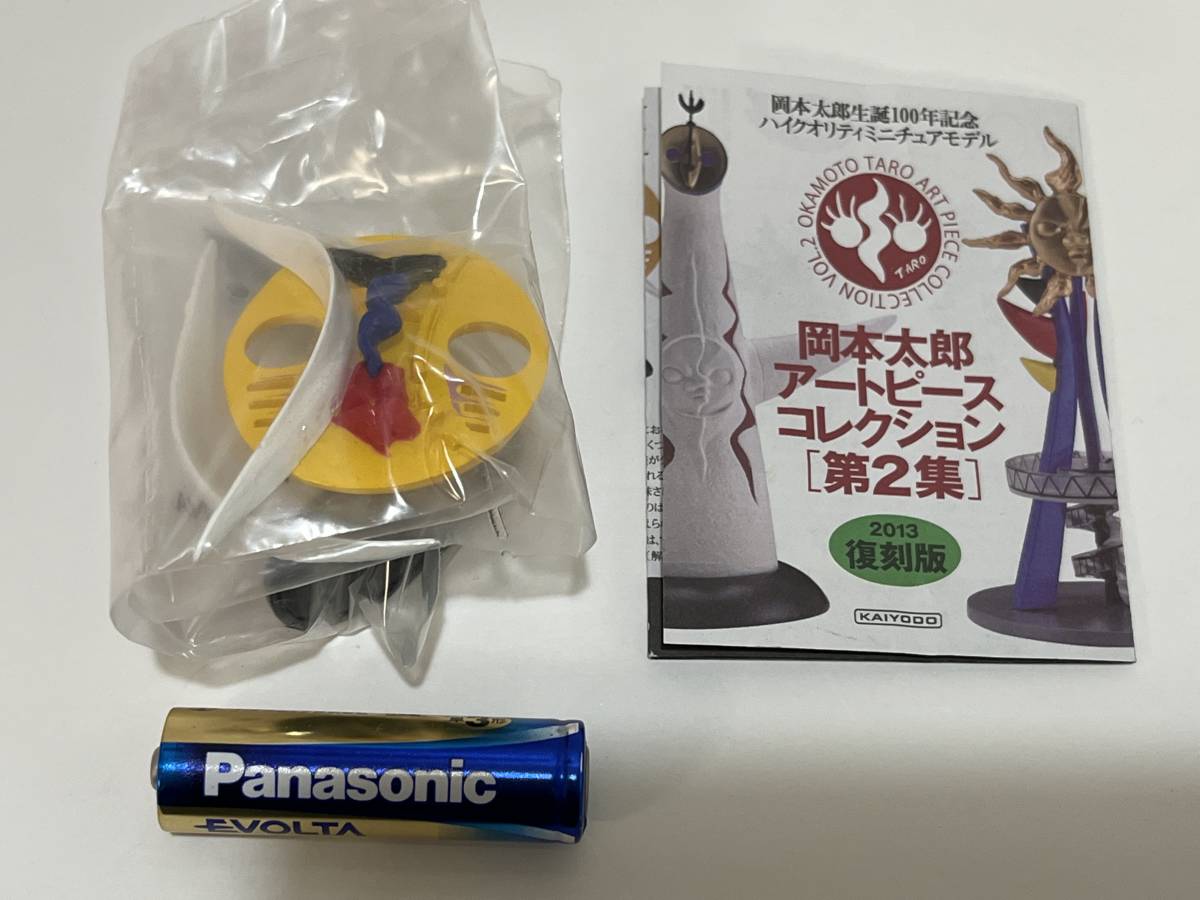 岡本太郎生誕100年記念
ハイクオリティミニチュアモデル
OKAMOTO TARO ART PIECE COLLECTION VOL.2
TARO
岡本太郎
アートピース
コレクション
[第2集]
2013
復刻版
KAIYODO
Panasonic
EVOLTA